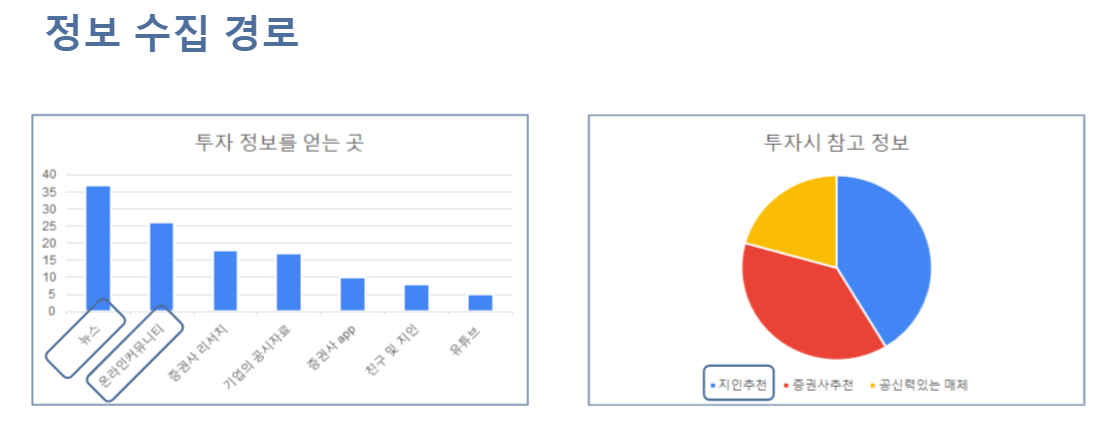 정보 수집 경로
투자 정보를 얻는 곳
40
35
30
25
20
15
10
5
0
뉴스
온라인커뮤니티
증권사 리서치
기업의 공시자료
증권사 app
친구 및 지인
유튜브
투자시 참고 정보
지인추천 증권사추천 공신력있는 매체